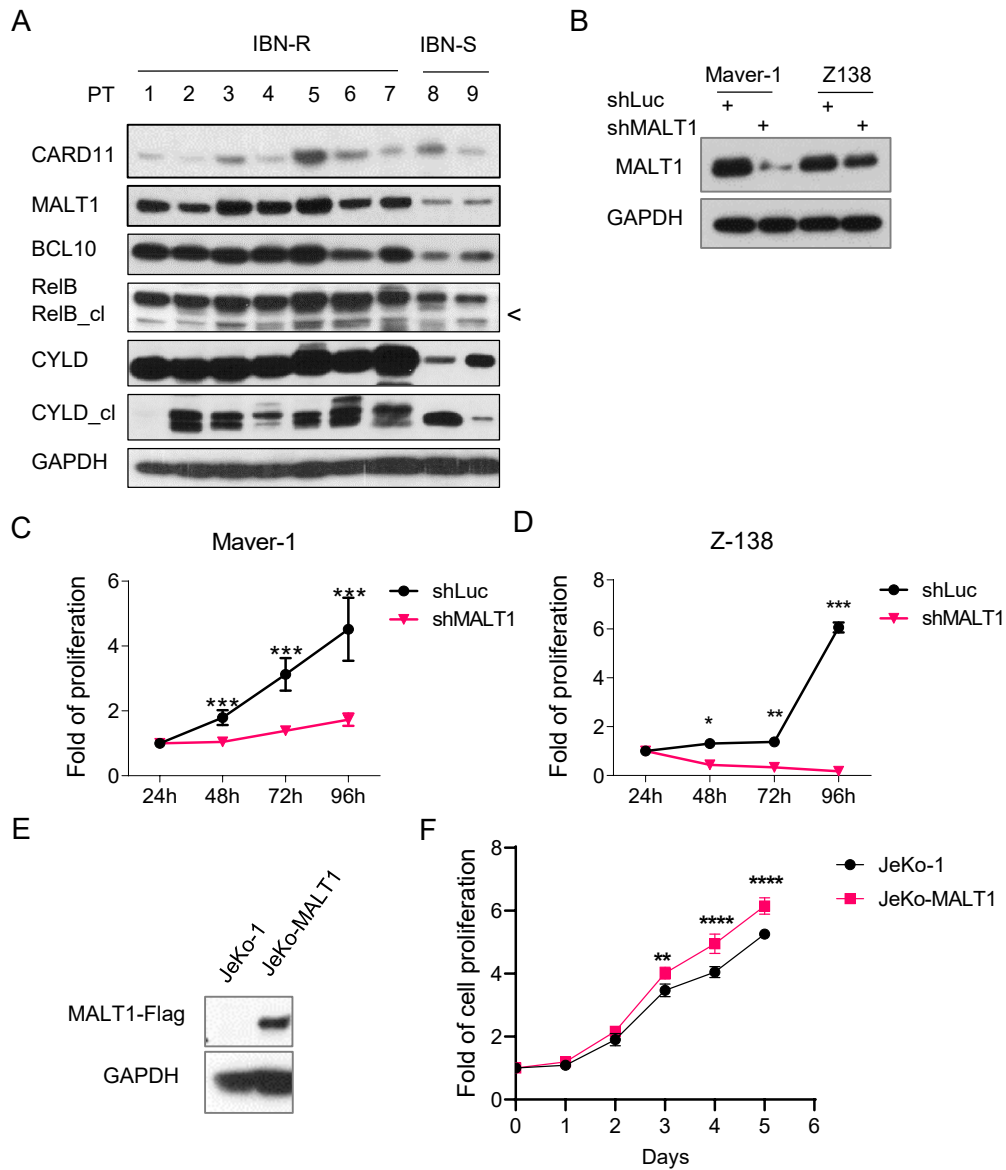 A
IBN-R IBN-S
PT 1 2 3 4 5 6 7 8 9
CARD11
MALT1
BCL10
RelB
RelB_cl <
CYLD
CYLD_cl
GAPDH
B
Maver-1 Z138
shLuc + +
shMALT1 + +
MALT1
GAPDH
C
Maver-1
Fold of proliferation
6
4
2
0
*** *** ***
24h 48h 72h 96h
shLuc
shMALT1
D
Z-138
Fold of proliferation
8
6
4
2
0
* ** ***
24h 48h 72h 96h
shLuc
shMALT1
E
JeKo-1
JeKo-MALT1
MALT1-Flag
GAPDH
F
Fold of cell proliferation
8
6
4
2
0
** **** ****
0 1 2 3 4 5 6
Days
JeKo-1
JeKo-MALT1